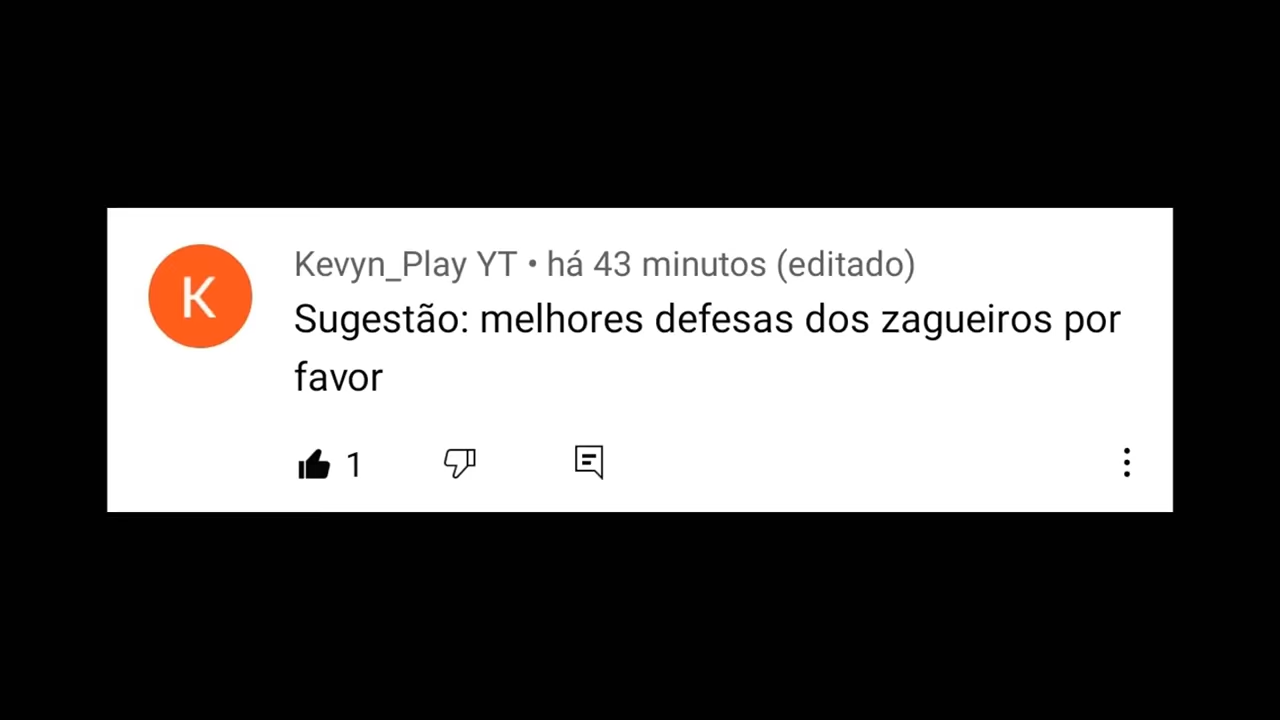 K
Kevyn_Play YT • há 43 minutos (editado)
Sugestão: melhores defesas dos zagueiros por
favor
1